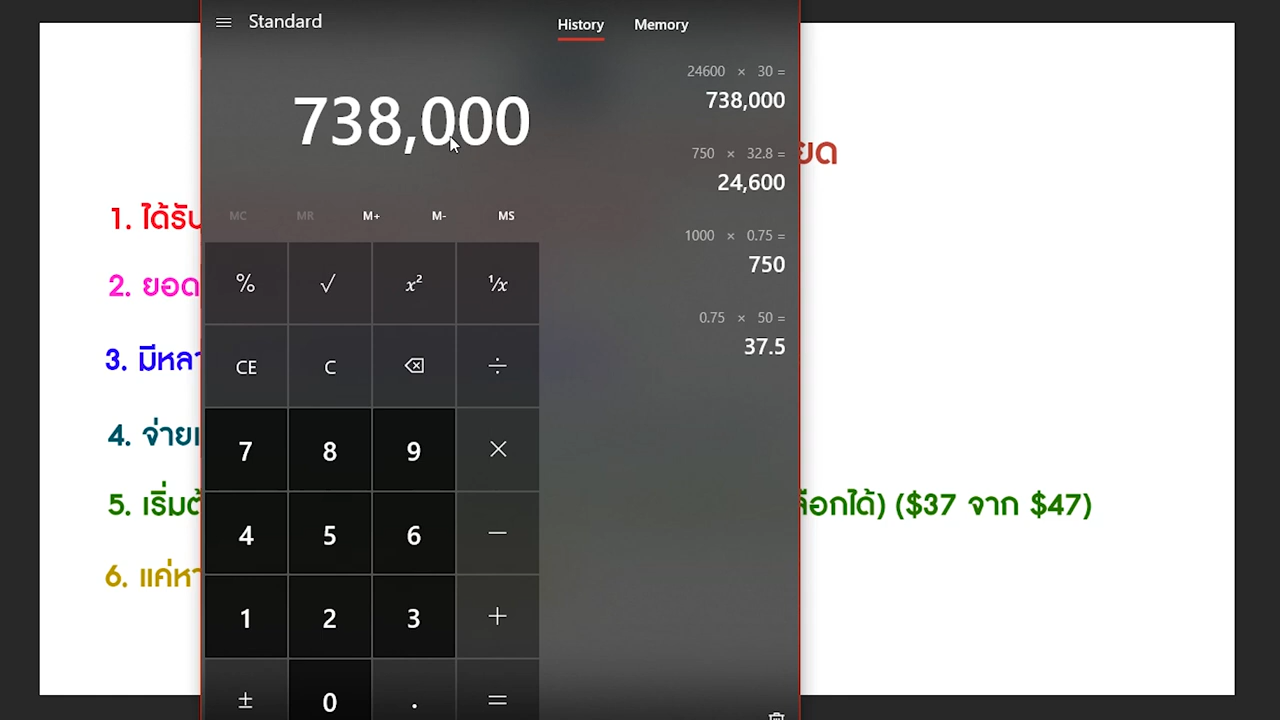 Standard
History Memory
738,000
24600 × 30 =
738,000
750 × 32.8 =
24,600
1000 × 0.75 =
750
0.75 × 50 =
37.5
MC MR M+ M- MS
% √ x² ¹/x
CE C ⌫ ÷
7 8 9 ×
4 5 6 −
1 2 3 +
± 0 . =
1. ได้รับ
2. ยอด
3. มีหลา
4. จ่าย
5. เริ่มต้ ลือกได้) ($37 จาก $47)
6. แค่หา